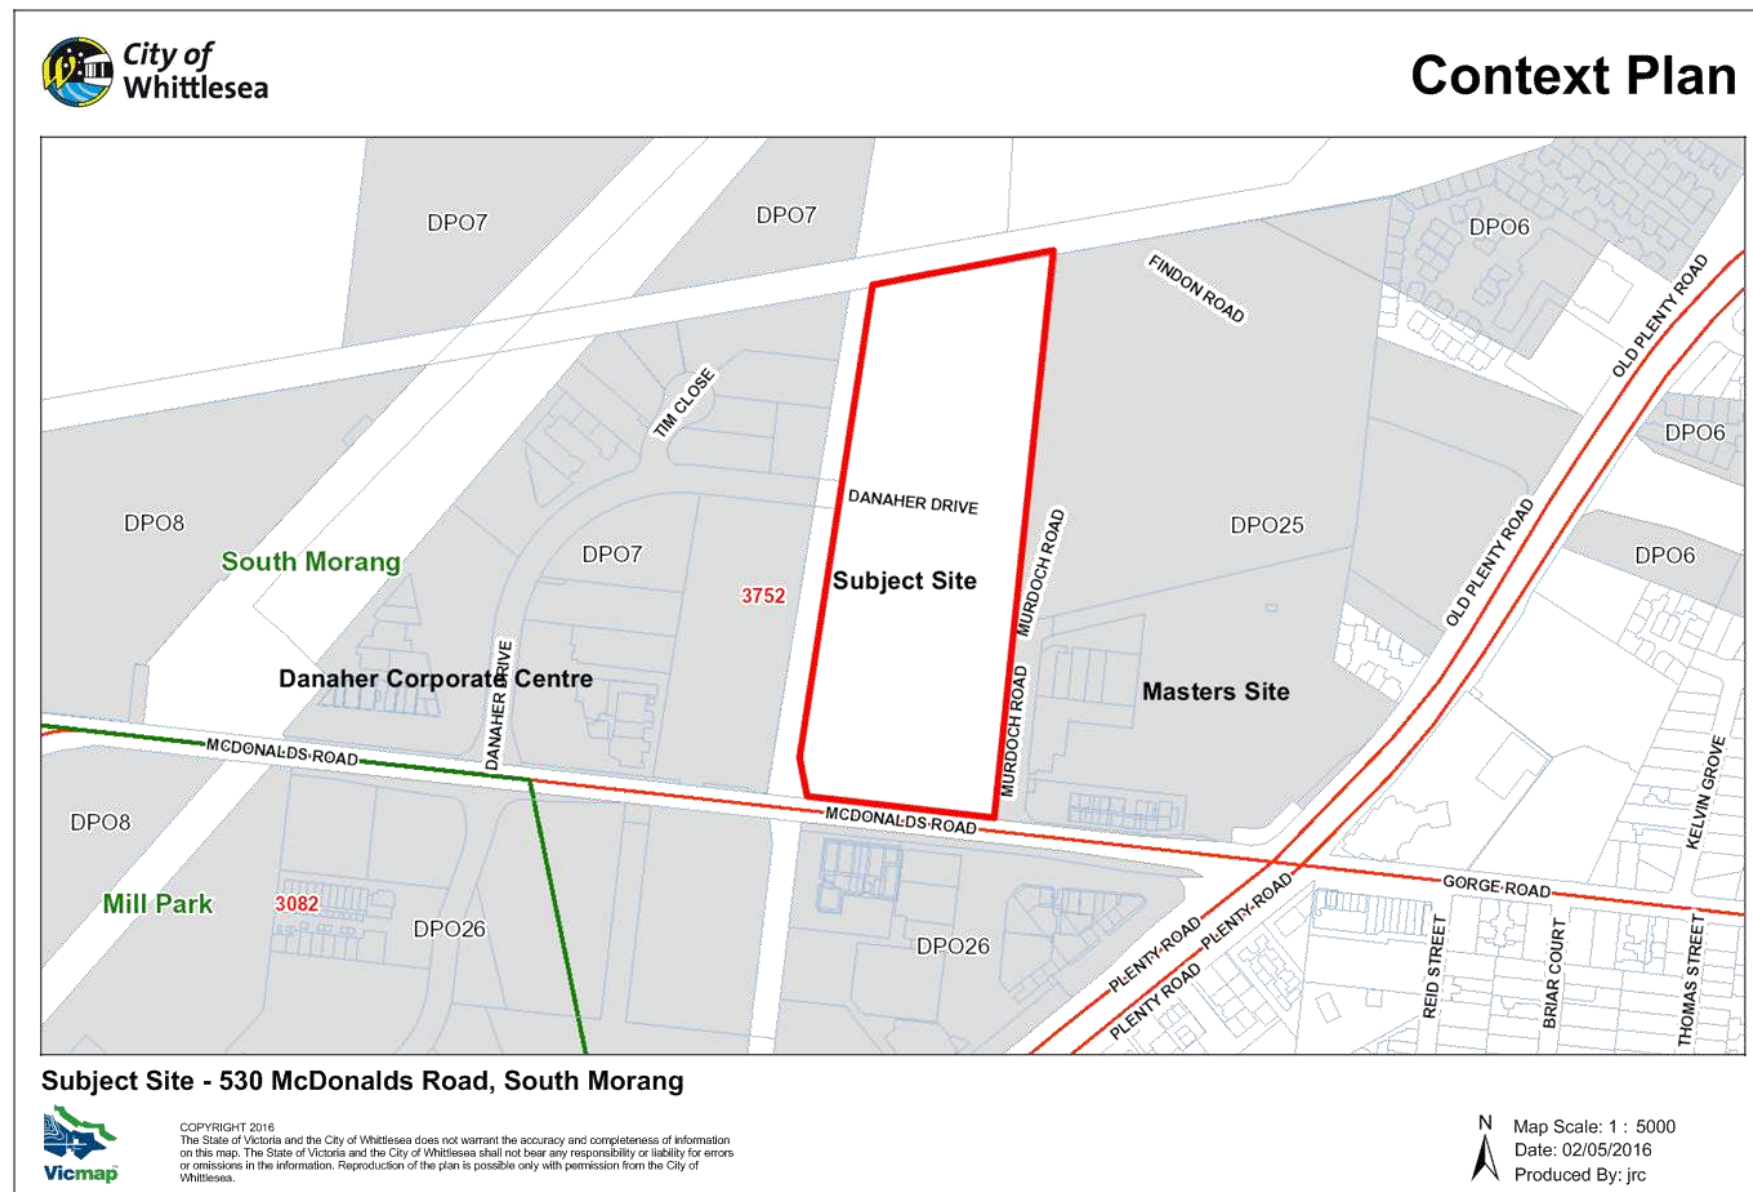 City of
Whittlesea
Context Plan
DPO7
DPO7
DPO6
FINDON ROAD
OLD PLENTY ROAD
TIM CLOSE
DPO6
DANAHER DRIVE
DPO8
DPO7
DPO25
MURDOCH ROAD
OLD PLENTY ROAD
DPO6
South Morang
3752
Subject Site
Danaher Corporate Centre
DANAHER DRIVE
MURDOCH ROAD
Masters Site
MCDONALDS ROAD
KELVIN GROVE
DPO8
MCDONALDS ROAD
GORGE ROAD
Mill Park
3082
DPO26
DPO26
PLENTY ROAD
PLENTY ROAD
PLENTY ROAD
REID STREET
BRIAR COURT
THOMAS STREET
Subject Site - 530 McDonalds Road, South Morang
Vicmap
COPYRIGHT 2016
The State of Victoria and the City of Whittlesea does not warrant the accuracy and completeness of information
on this map. The State of Victoria and the City of Whittlesea shall not bear any responsibility or liability for errors
or omissions in the information. Reproduction of the plan is possible only with permission from the City of
Whittlesea.
N
Map Scale: 1 : 5000
Date: 02/05/2016
Produced By: jrc